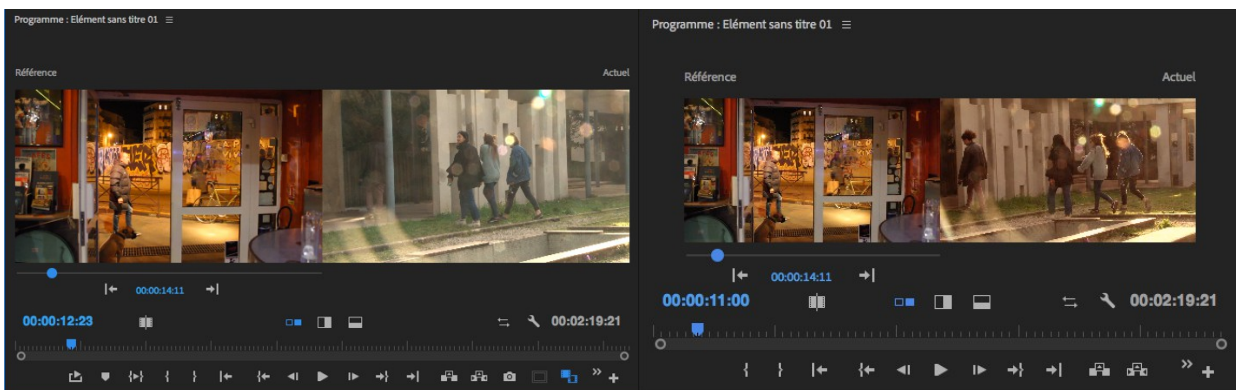 Programme : Elément sans titre 01
Référence
Actuel
00:00:14:11
00:00:12:23
00:02:19:21
Programme : Elément sans titre 01
Référence
Actuel
00:00:14:11
00:00:11:00
00:02:19:21